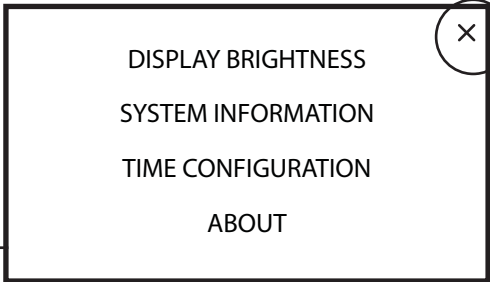 DISPLAY BRIGHTNESS
SYSTEM INFORMATION
TIME CONFIGURATION
ABOUT